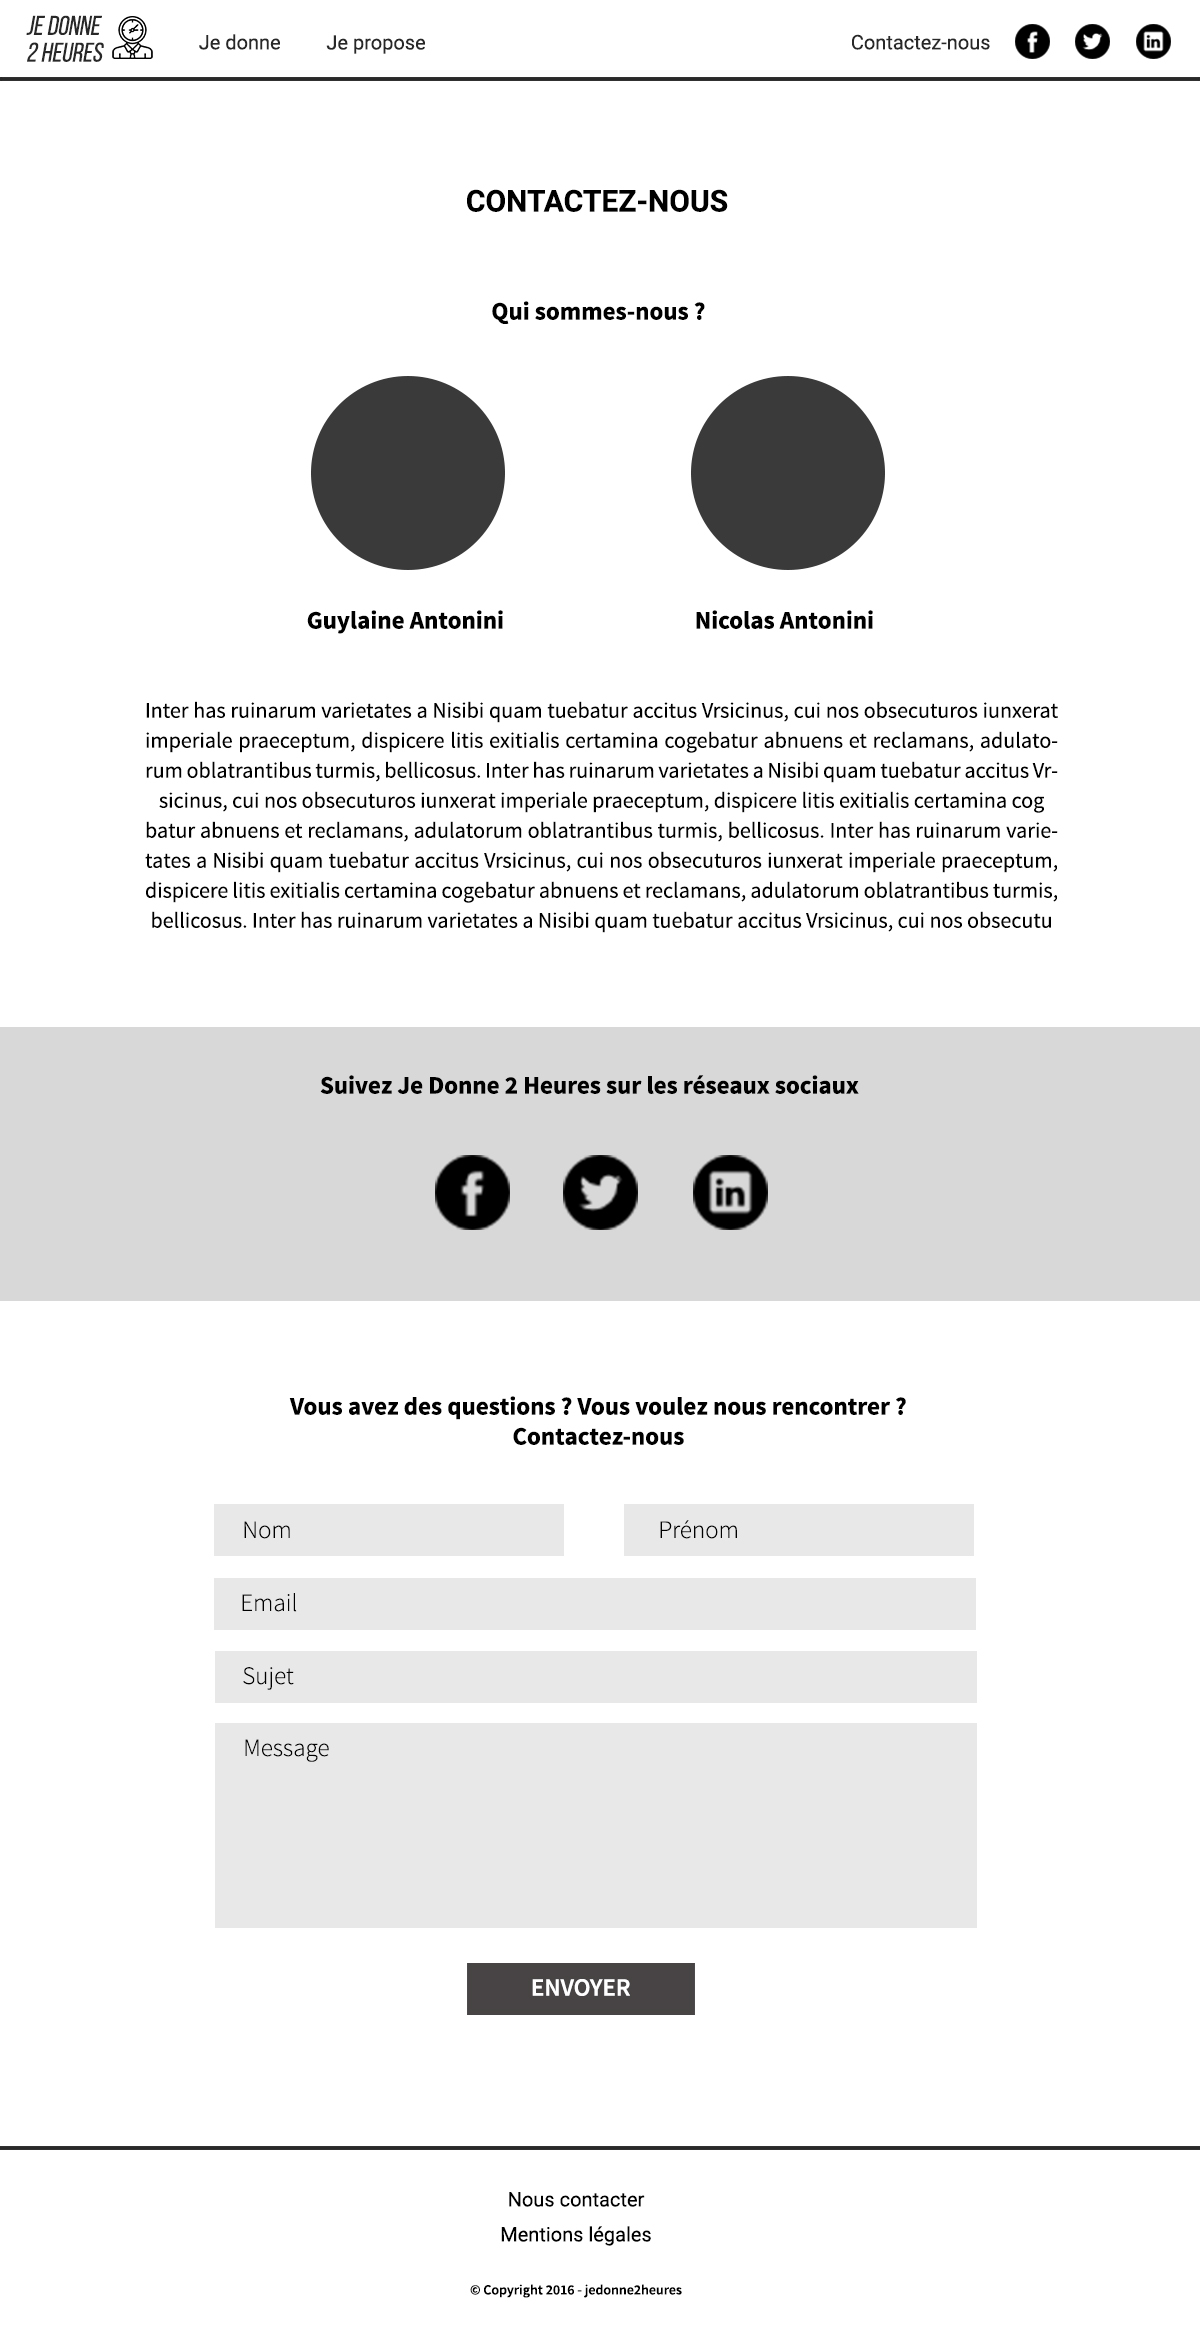 JE DONNE
2 HEURES
Je donne
Je propose
Contactez-nous
CONTACTEZ-NOUS
Qui sommes-nous ?
Guylaine Antonini
Nicolas Antonini
Inter has ruinarum varietates a Nisibi quam tuebatur accitus Vrsicinus, cui nos obsecuturos iunxerat
imperiale praeceptum, dispicere litis exitialis certamina cogebatur abnuens et reclamans, adulato-
rum oblatrantibus turmis, bellicosus. Inter has ruinarum varietates a Nisibi quam tuebatur accitus Vr-
sicinus, cui nos obsecuturos iunxerat imperiale praeceptum, dispicere litis exitialis certamina cog
batur abnuens et reclamans, adulatorum oblatrantibus turmis, bellicosus. Inter has ruinarum varie-
tates a Nisibi quam tuebatur accitus Vrsicinus, cui nos obsecuturos iunxerat imperiale praeceptum,
dispicere litis exitialis certamina cogebatur abnuens et reclamans, adulatorum oblatrantibus turmis,
bellicosus. Inter has ruinarum varietates a Nisibi quam tuebatur accitus Vrsicinus, cui nos obsecutu
Suivez Je Donne 2 Heures sur les réseaux sociaux
Vous avez des questions ? Vous voulez nous rencontrer ?
Contactez-nous
Nom
Prénom
Email
Sujet
Message
ENVOYER
Nous contacter
Mentions légales
© Copyright 2016 - jedonne2heures